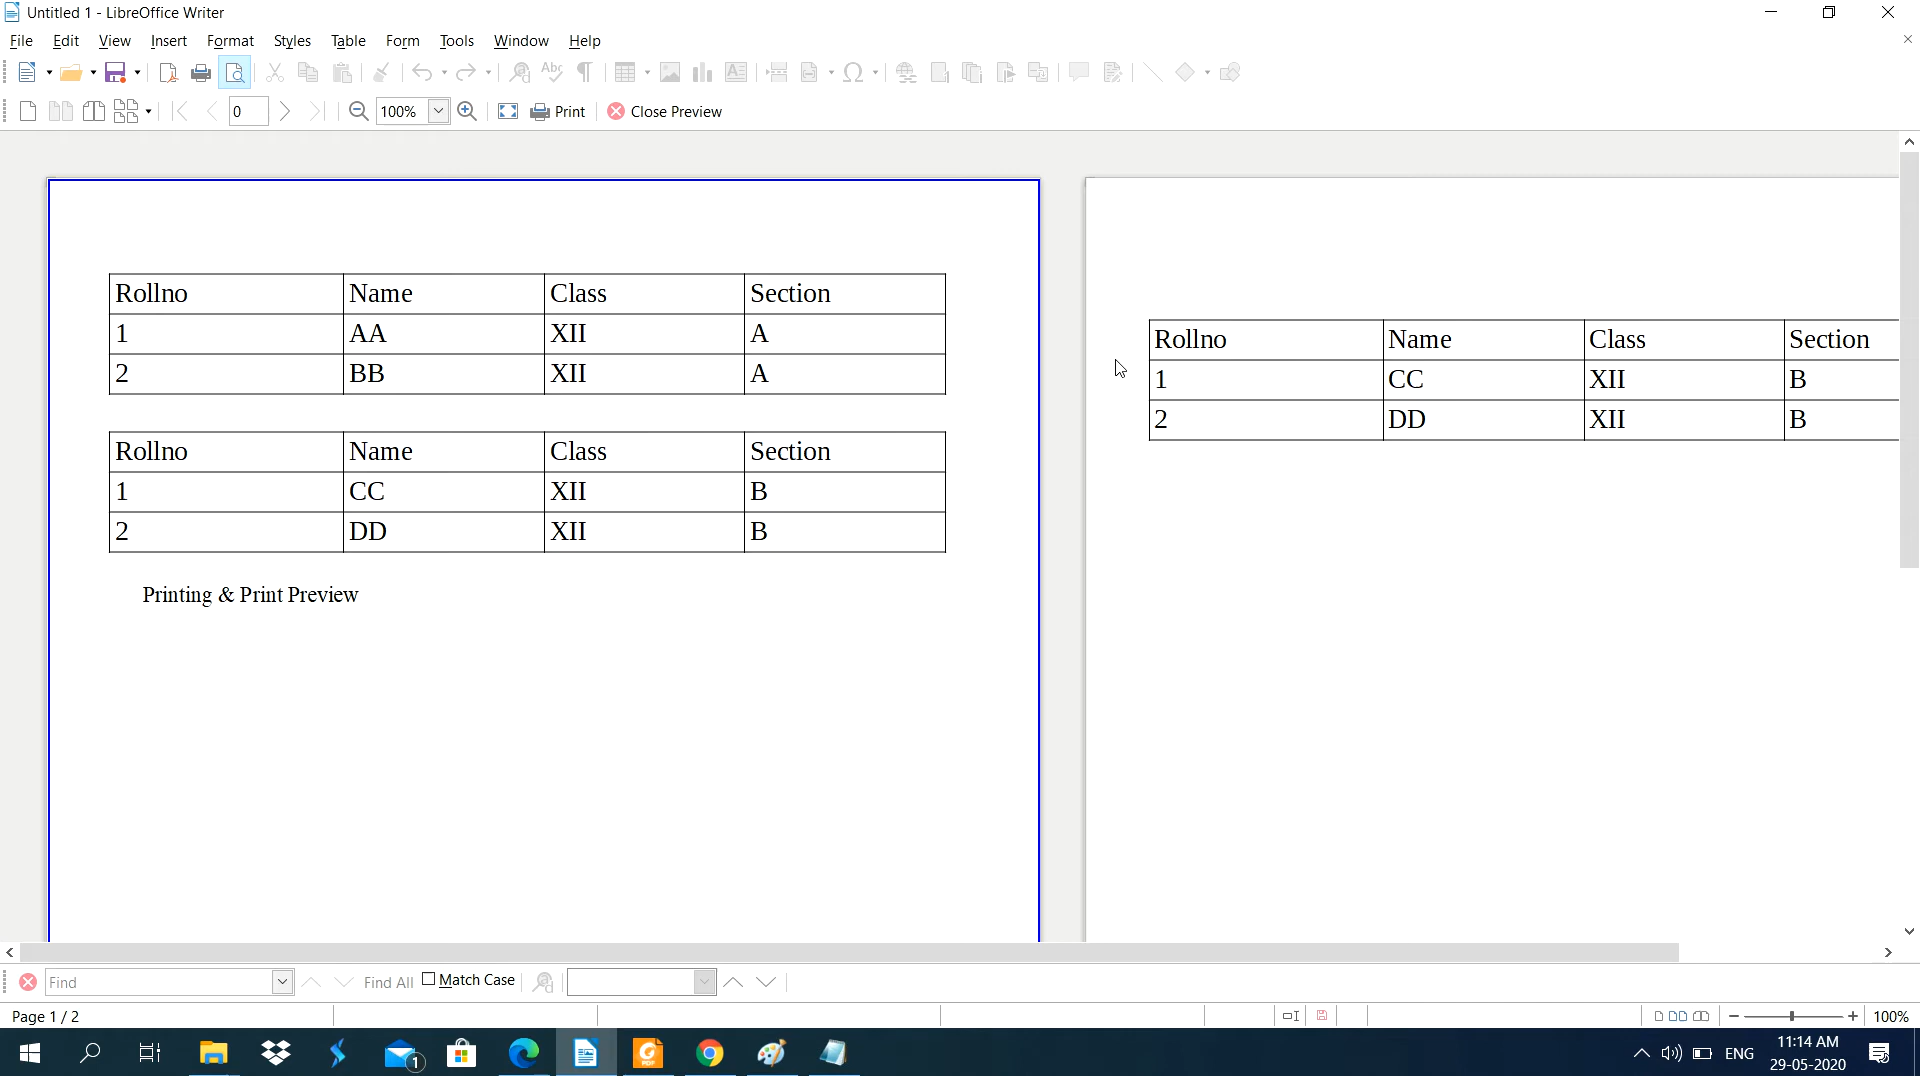 Untitled 1 - LibreOffice Writer
File Edit View Insert Format Styles Table Form Tools Window Help
0 100% Print Close Preview
Rollno Name Class Section
1 AA XII A
2 BB XII A
Rollno Name Class Section
1 CC XII B
2 DD XII B
Printing & Print Preview
Rollno Name Class Section
1 CC XII B
2 DD XII B
Find Find All Match Case
Page 1 / 2 100%
1 ENG 11:14 AM
29-05-2020